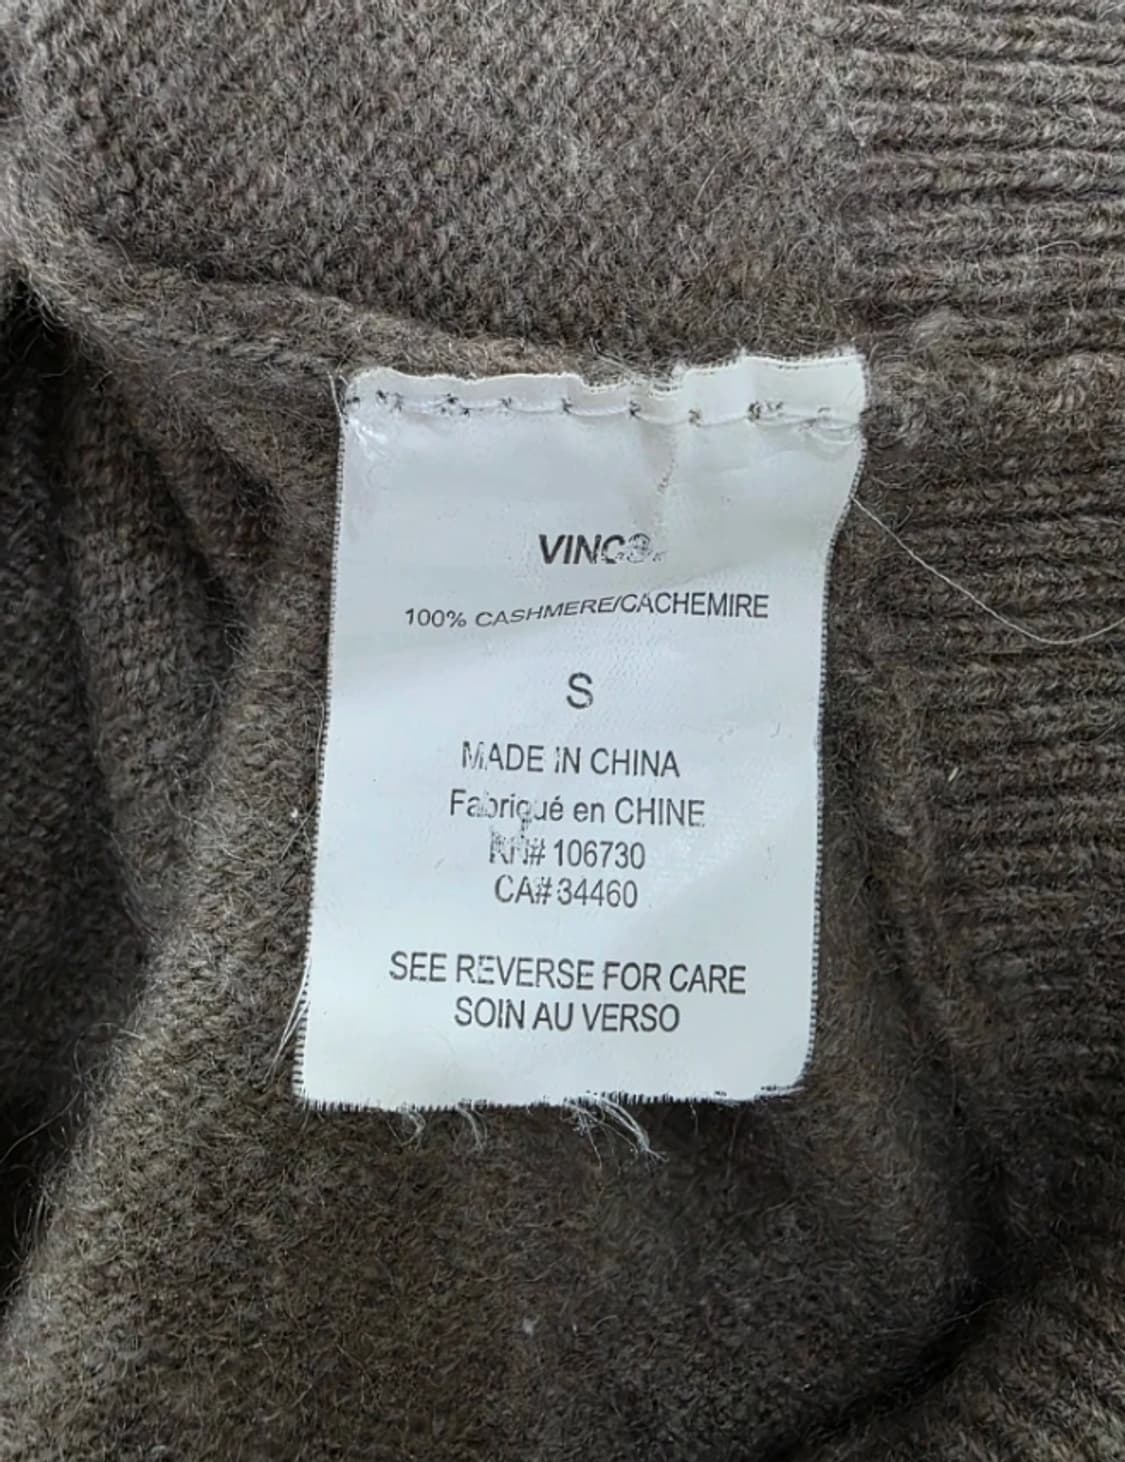 100% CASHMERE/CACHEMIRE
S
MADE IN CHINA
Fabriqué en CHINE
RN# 106730
CA# 34460
SEE REVERSE FOR CARE
SOIN AU VERSO